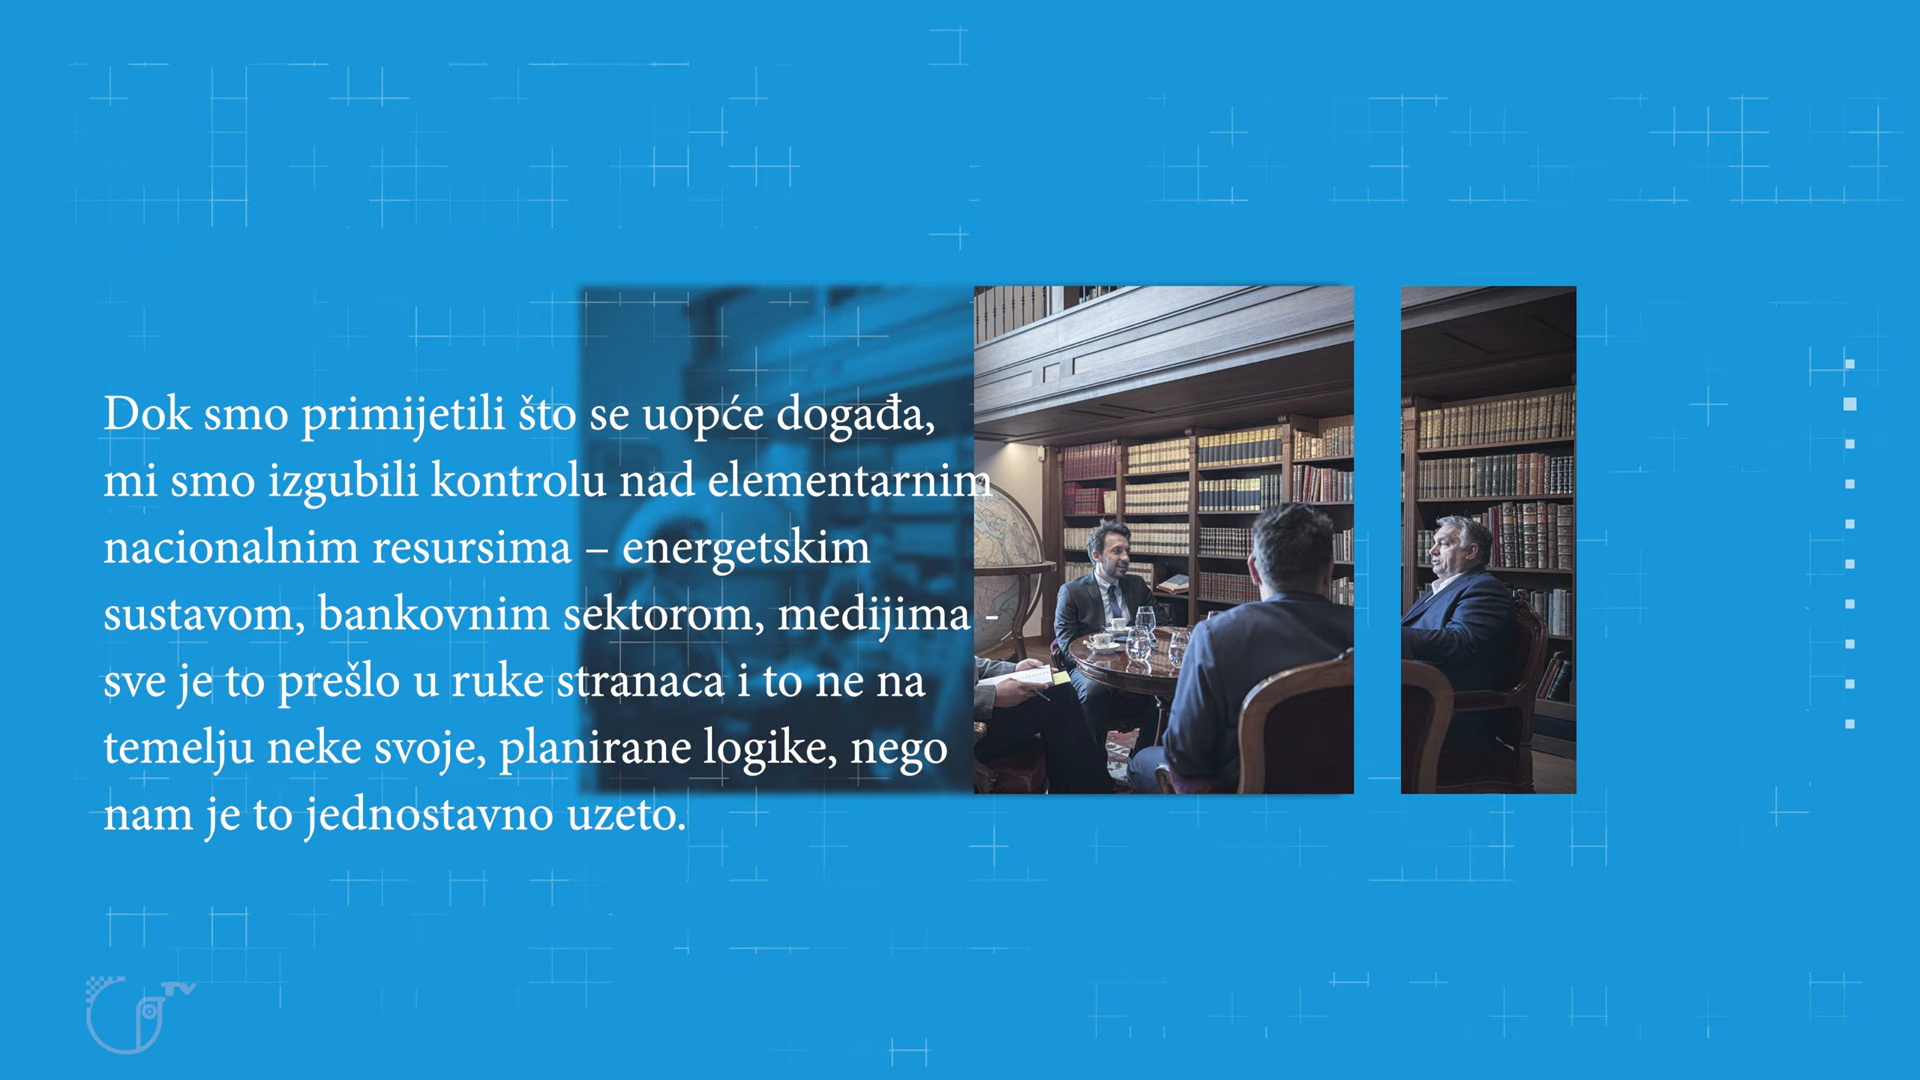 Dok smo primijetili što se uopće događa,
mi smo izgubili kontrolu nad elementarnim
nacionalnim resursima – energetskim
sustavom, bankovnim sektorom, medijima -
sve je to prešlo u ruke stranaca i to ne na
temelju neke svoje, planirane logike, nego
nam je to jednostavno uzeto.
TV